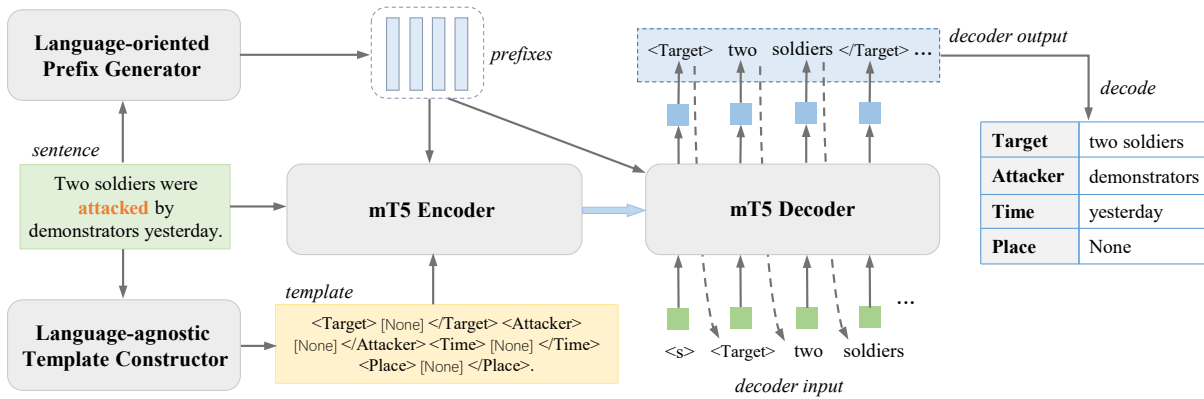 Language-oriented
Prefix Generator
prefixes
<Target> two soldiers </Target> ...
decoder output
decode
sentence
Two soldiers were
attacked by
demonstrators yesterday.
mT5 Encoder
mT5 Decoder
Target two soldiers
Attacker demonstrators
Time yesterday
Place None
Language-agnostic
Template Constructor
template
<Target> [None] </Target> <Attacker>
[None] </Attacker> <Time> [None] </Time>
<Place> [None] </Place>.
...
<s> <Target> two soldiers
decoder input